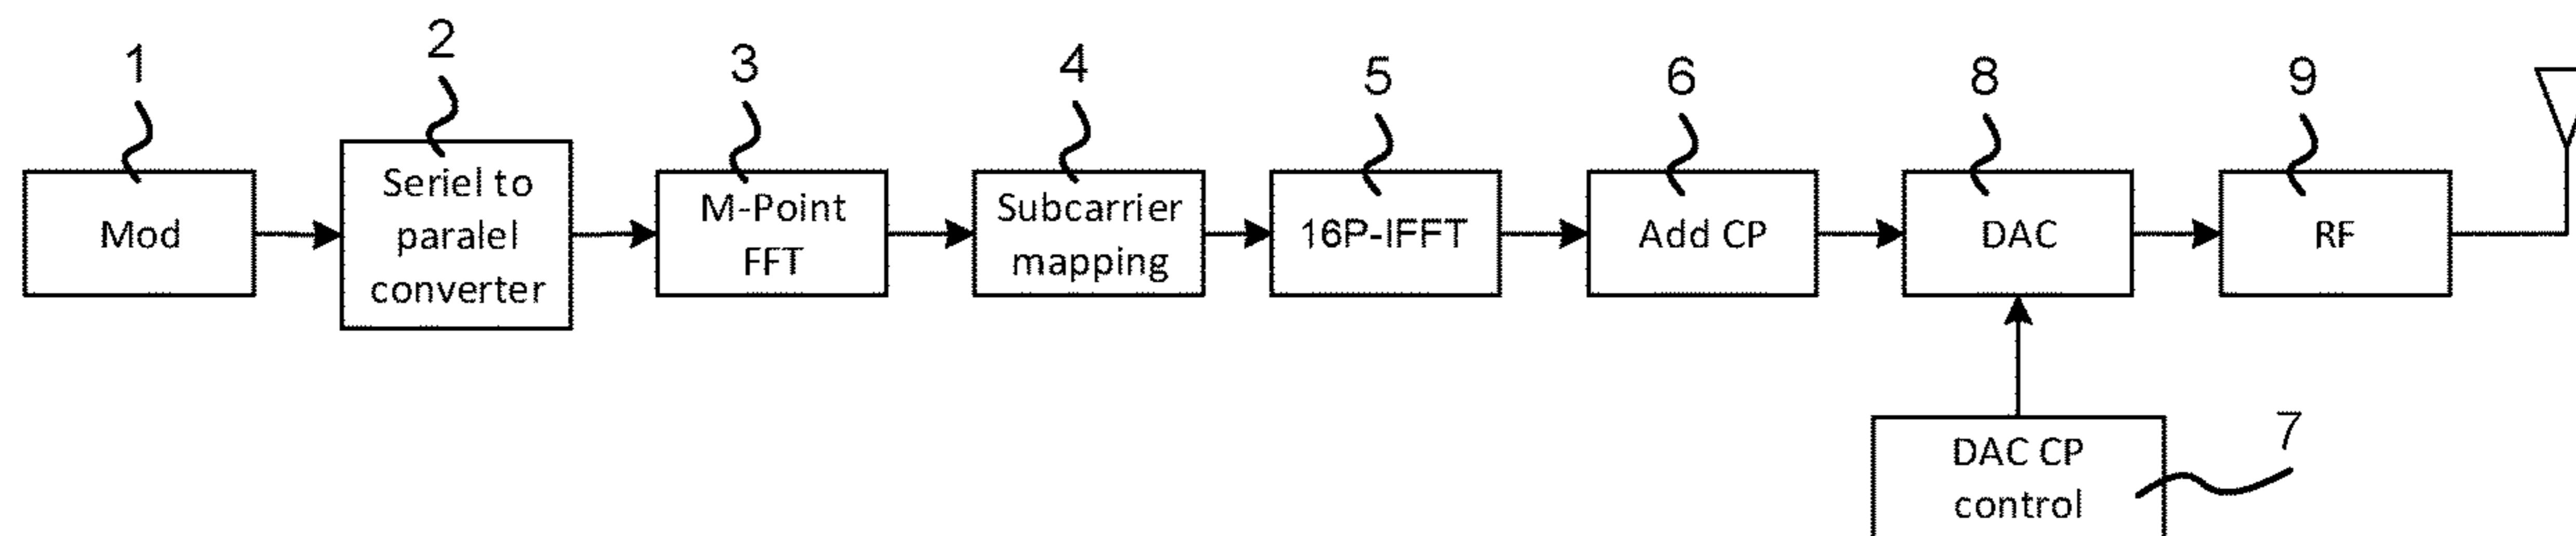 1
2
3
4
5
6
8
9
Mod
Seriel to
paralel
converter
M-Point
FFT
Subcarrier
mapping
16P-IFFT
Add CP
DAC
RF
7
DAC CP
control